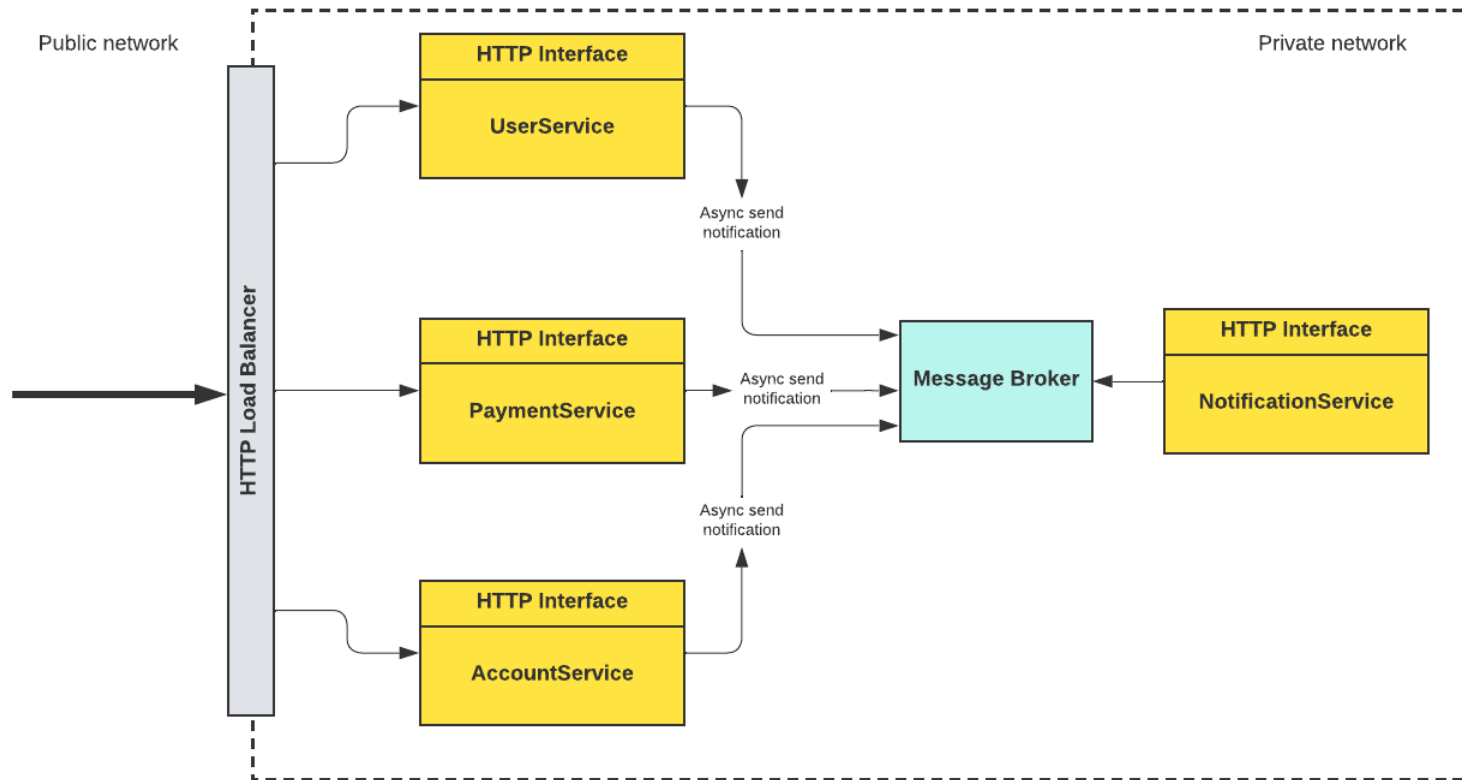 Public network
Private network
HTTP Load Balancer
HTTP Interface
UserService
Async send
notification
HTTP Interface
PaymentService
Async send
notification
Message Broker
HTTP Interface
NotificationService
Async send
notification
HTTP Interface
AccountService